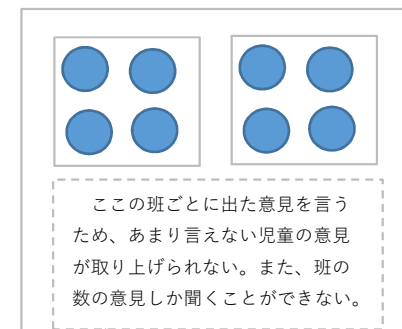 ここの班ごとに出た意見を言う
ため、あまり言えない児童の意見
が取り上げられない。また、班の
数の意見しか聞くことができない。